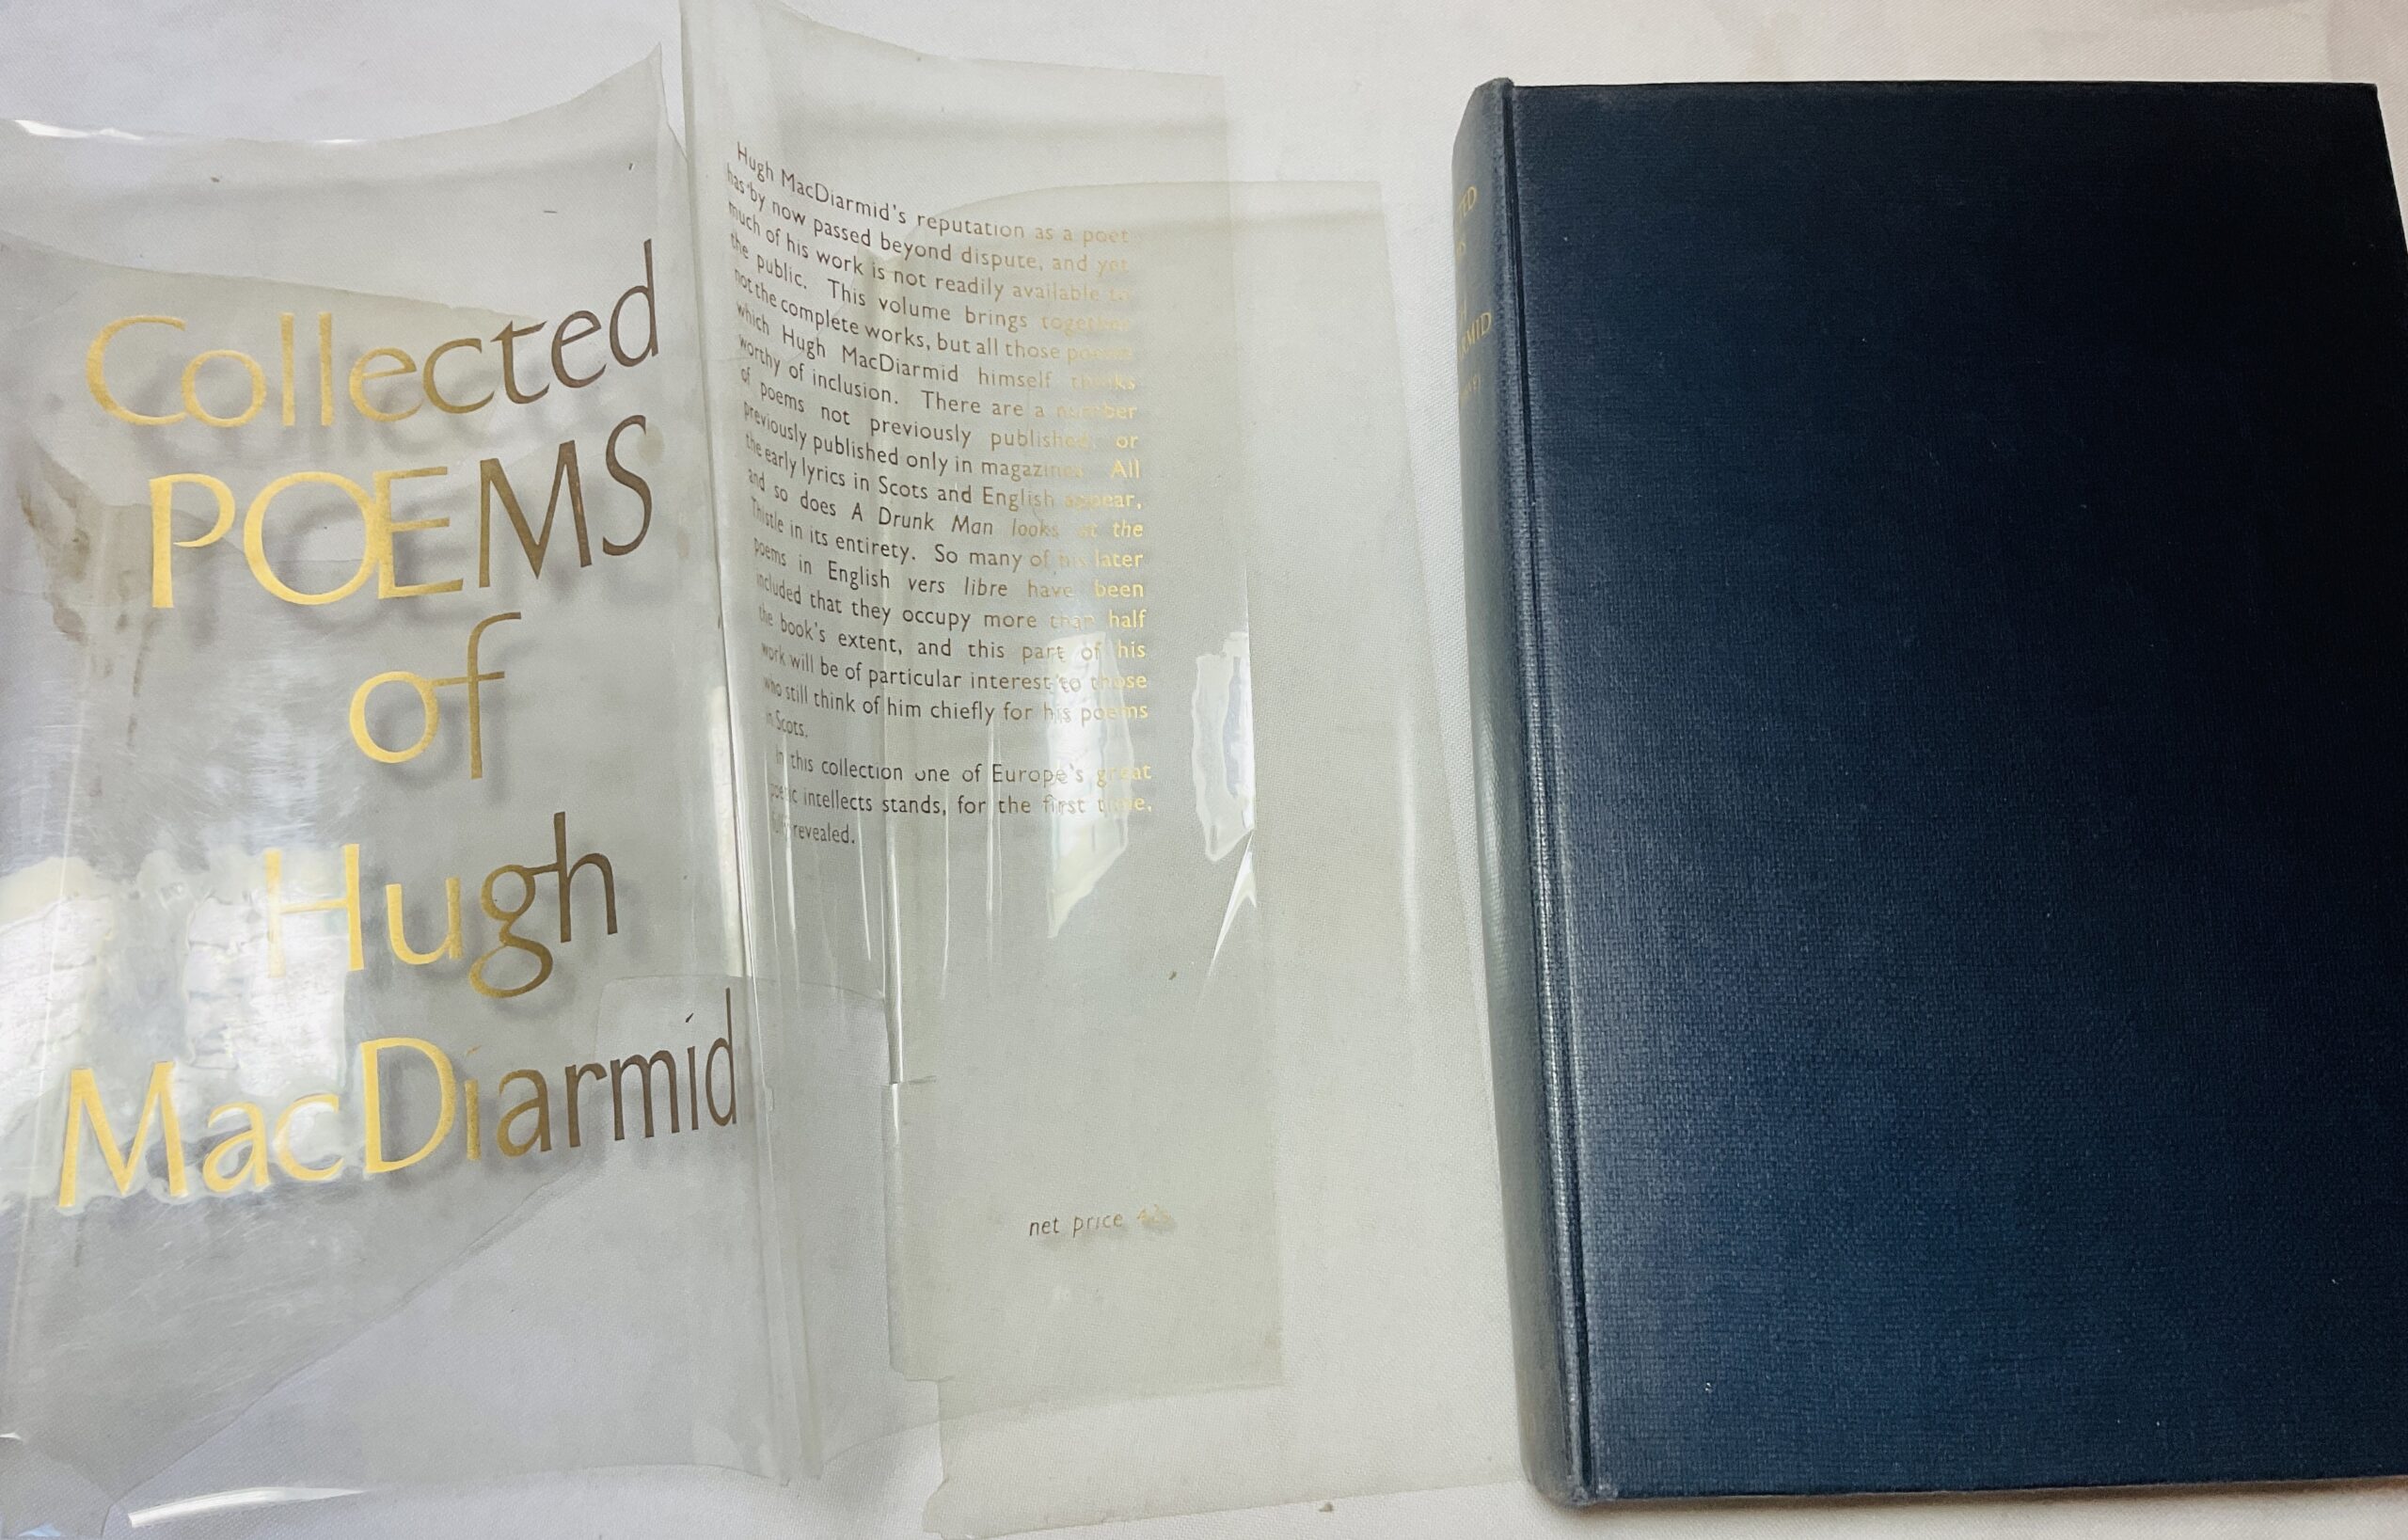 Collected
POEMS
of
Hugh
MacDiarmid
Hugh MacDiarmid's reputation as a poet
has by now passed beyond dispute, and yet
much of his work is not readily available to
the public. This volume brings together
not the complete works, but all those poems
which Hugh MacDiarmid himself thinks
worthy of inclusion. There are a number
of poems not previously published or
previously published only in magazines. All
the early lyrics in Scots and English appear,
and so does A Drunk Man looks at the
Thistle in its entirety. So many of his later
poems in English vers libre have been
included that they occupy more than half
the book's extent, and this part of his
work will be of particular interest to those
who still think of him chiefly for his poems
in Scots.
In this collection one of Europe's great
poetic intellects stands, for the first time,
revealed.
net price